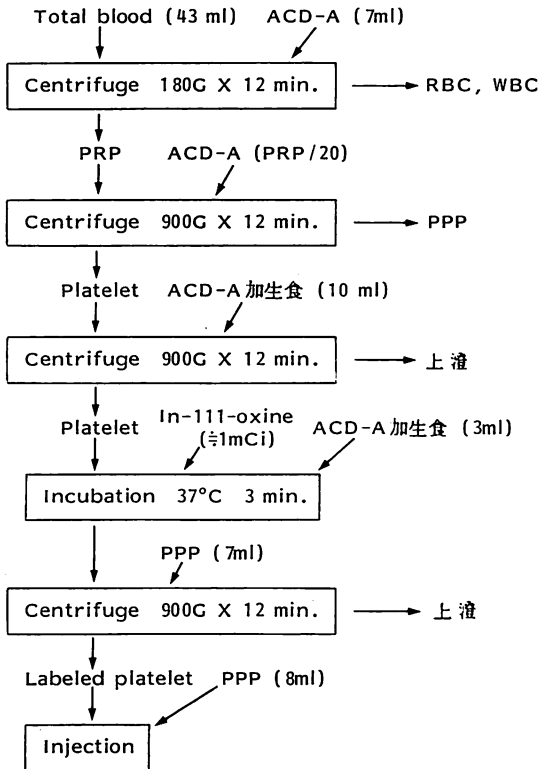 Total blood (43 ml) ACD-A (7ml)
Centrifuge 180G X 12 min. RBC, WBC
PRP ACD-A (PRP/20)
Centrifuge 900G X 12 min. PPP
Platelet ACD-A加生食 (10 ml)
Centrifuge 900G X 12 min. 上澄
Platelet In-111-oxine (≒1mCi) ACD-A加生食 (3ml)
Incubation 37°C 3 min.
PPP (7ml)
Centrifuge 900G X 12 min. 上澄
Labeled platelet PPP (8ml)
Injection